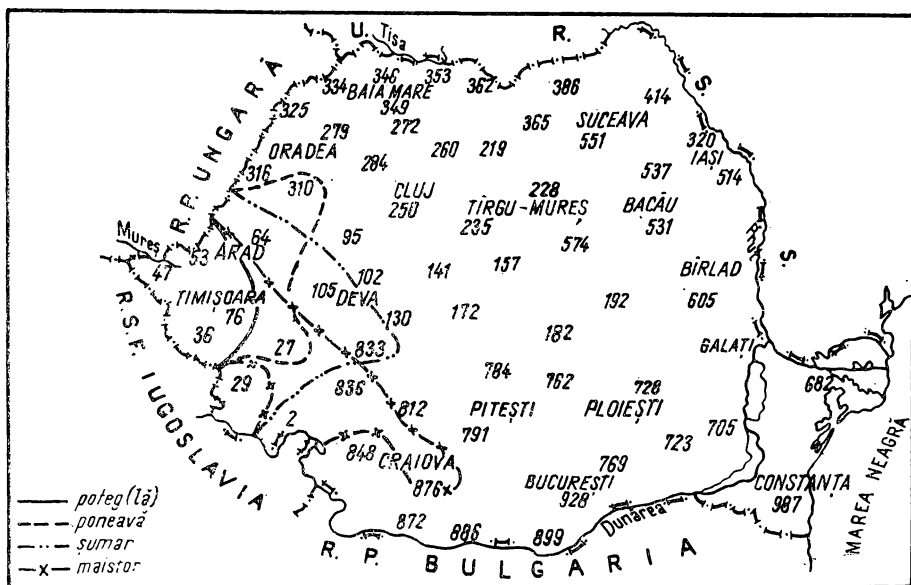 U. R. S. S.
Tisa
334 346 353 362 386 414
BAIA MARE
349
325
279 272 365 SUCEAVA 551 320
IAȘI
ORADEA 284 260 219 537 514
316 310
CLUJ 250
228
TÎRGU-MUREȘ
235
BACĂU
531
R.P. UNGARĂ
Mureș
47 53
ARAD
64
95
574
BÎRLAD
102 141 157
105 DEVA
TIMIȘOARA
76
130 172 192 605
36 27 833 182
GALAȚI
29 836 784 762 728 682
812 PITEȘTI PLOIEȘTI
2 791 723 705
848 CRAIOVA 769
876
BUCUREȘTI
928
CONSTANȚA
987
Dunărea
872 886 899
R.S.F. IUGOSLAVIA
R. P. BULGARIA
MAREA NEAGRĂ
poteg(lă)
poneavă
șumar
maistor